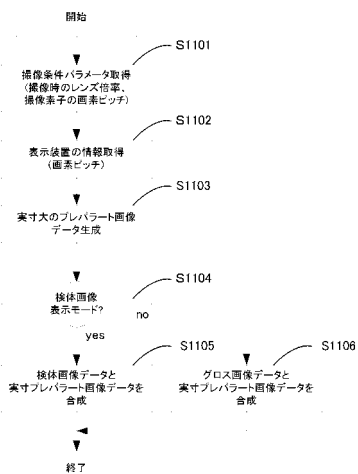 開始
S1101
撮像条件パラメータ取得
(撮像時のレンズ倍率、
撮像素子の画素ピッチ)
S1102
表示装置の情報取得
(画素ピッチ)
S1103
実寸大のプレパラート画像
データ生成
S1104
検体画像
表示モード?
no
yes
S1105
検体画像データと
実寸プレパラート画像データを
合成
S1106
グロス画像データと
実寸プレパラート画像データを
合成
終了